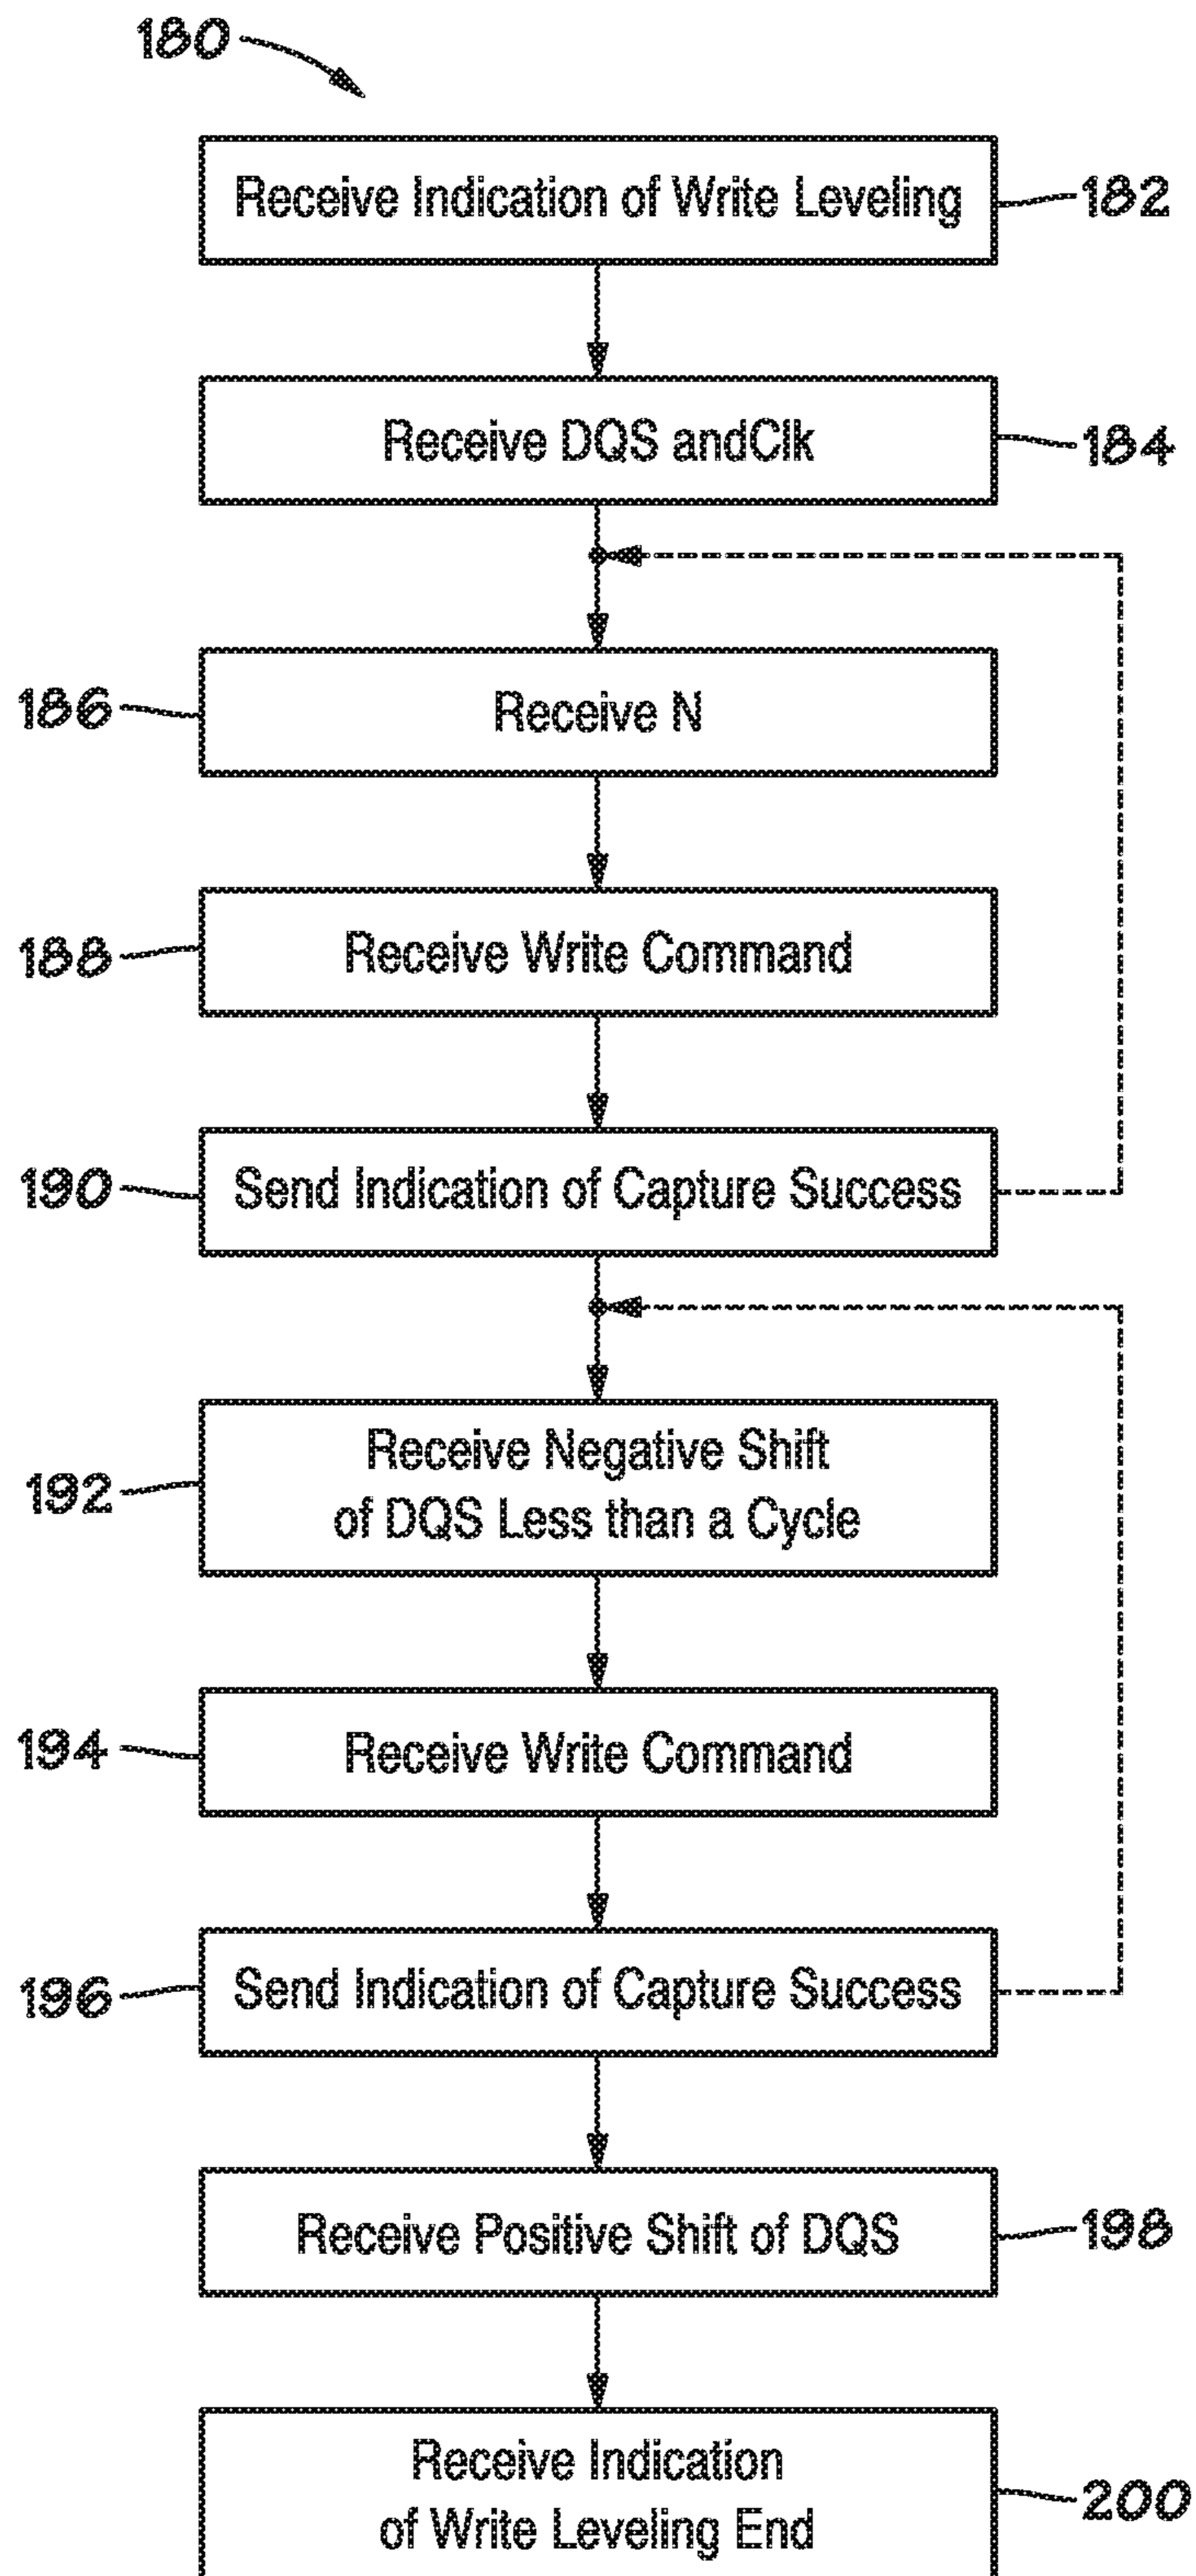 180
Receive Indication of Write Leveling
182
Receive DQS andClk
184
186
Receive N
188
Receive Write Command
190
Send Indication of Capture Success
192
Receive Negative Shift
of DQS Less than a Cycle
194
Receive Write Command
196
Send Indication of Capture Success
Receive Positive Shift of DQS
198
Receive Indication
of Write Leveling End
200